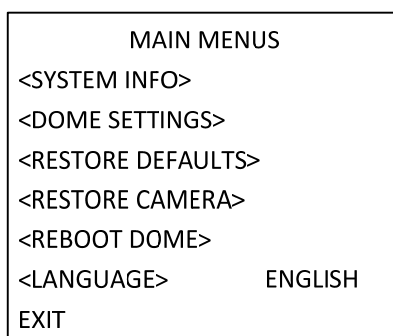 MAIN MENUS
<SYSTEM INFO>
<DOME SETTINGS>
<RESTORE DEFAULTS>
<RESTORE CAMERA>
<REBOOT DOME>
<LANGUAGE> ENGLISH
EXIT